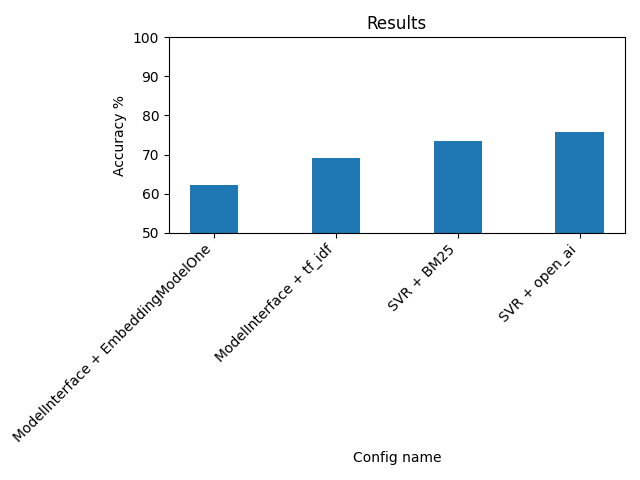 Results
100
90
80
70
60
50
Accuracy %
ModelInterface + EmbeddingModelOne
ModelInterface + tf_idf
SVR + BM25
SVR + open_ai
Config name